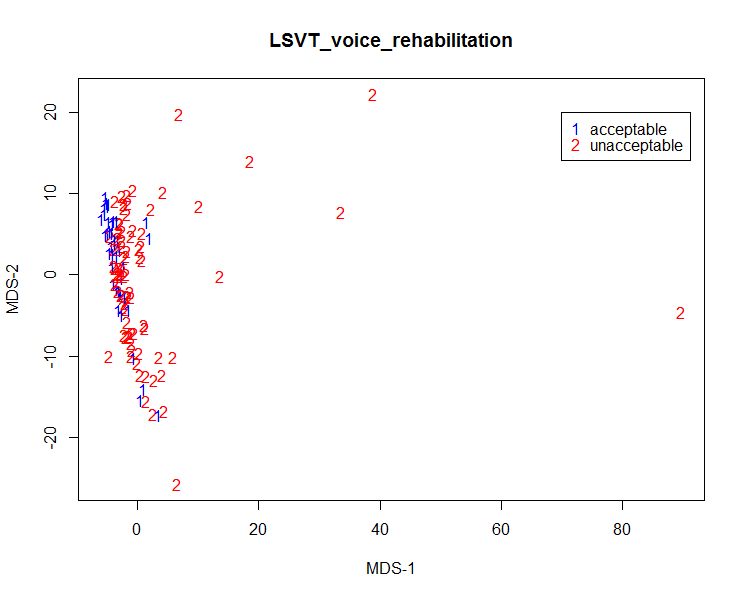 LSVT_voice_rehabilitation
1 acceptable
2 unacceptable
20
10
0
-10
-20
MDS-2
0 20 40 60 80
MDS-1